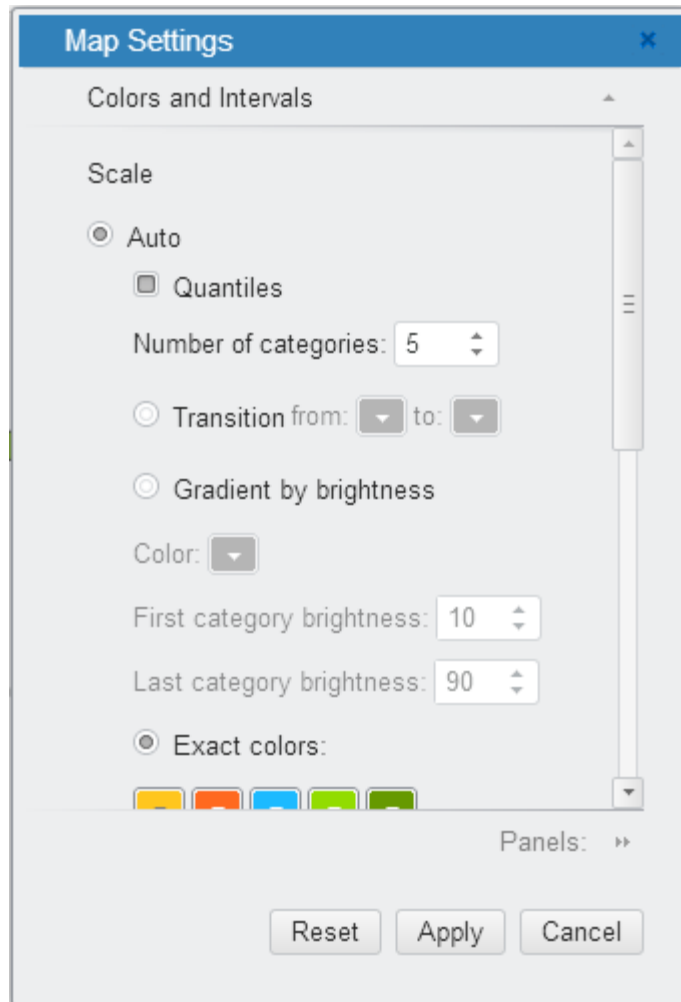 Map Settings
Colors and Intervals
Scale
Auto
Quantiles
Number of categories: 5
Transition from: to:
Gradient by brightness
Color:
First category brightness: 10
Last category brightness: 90
Exact colors:
Panels:
Reset Apply Cancel